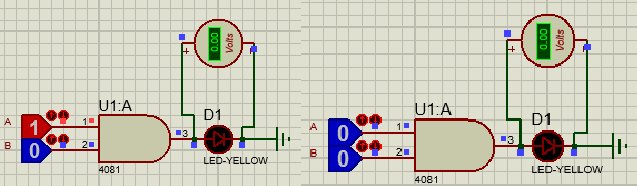 0.00 Volts
+
U1:A
D1
A 1 1
3
B 0 2
LED-YELLOW
4081
0.00 Volts
+
U1:A
D1
A 0 1
3
B 0 2
LED-YELLOW
4081